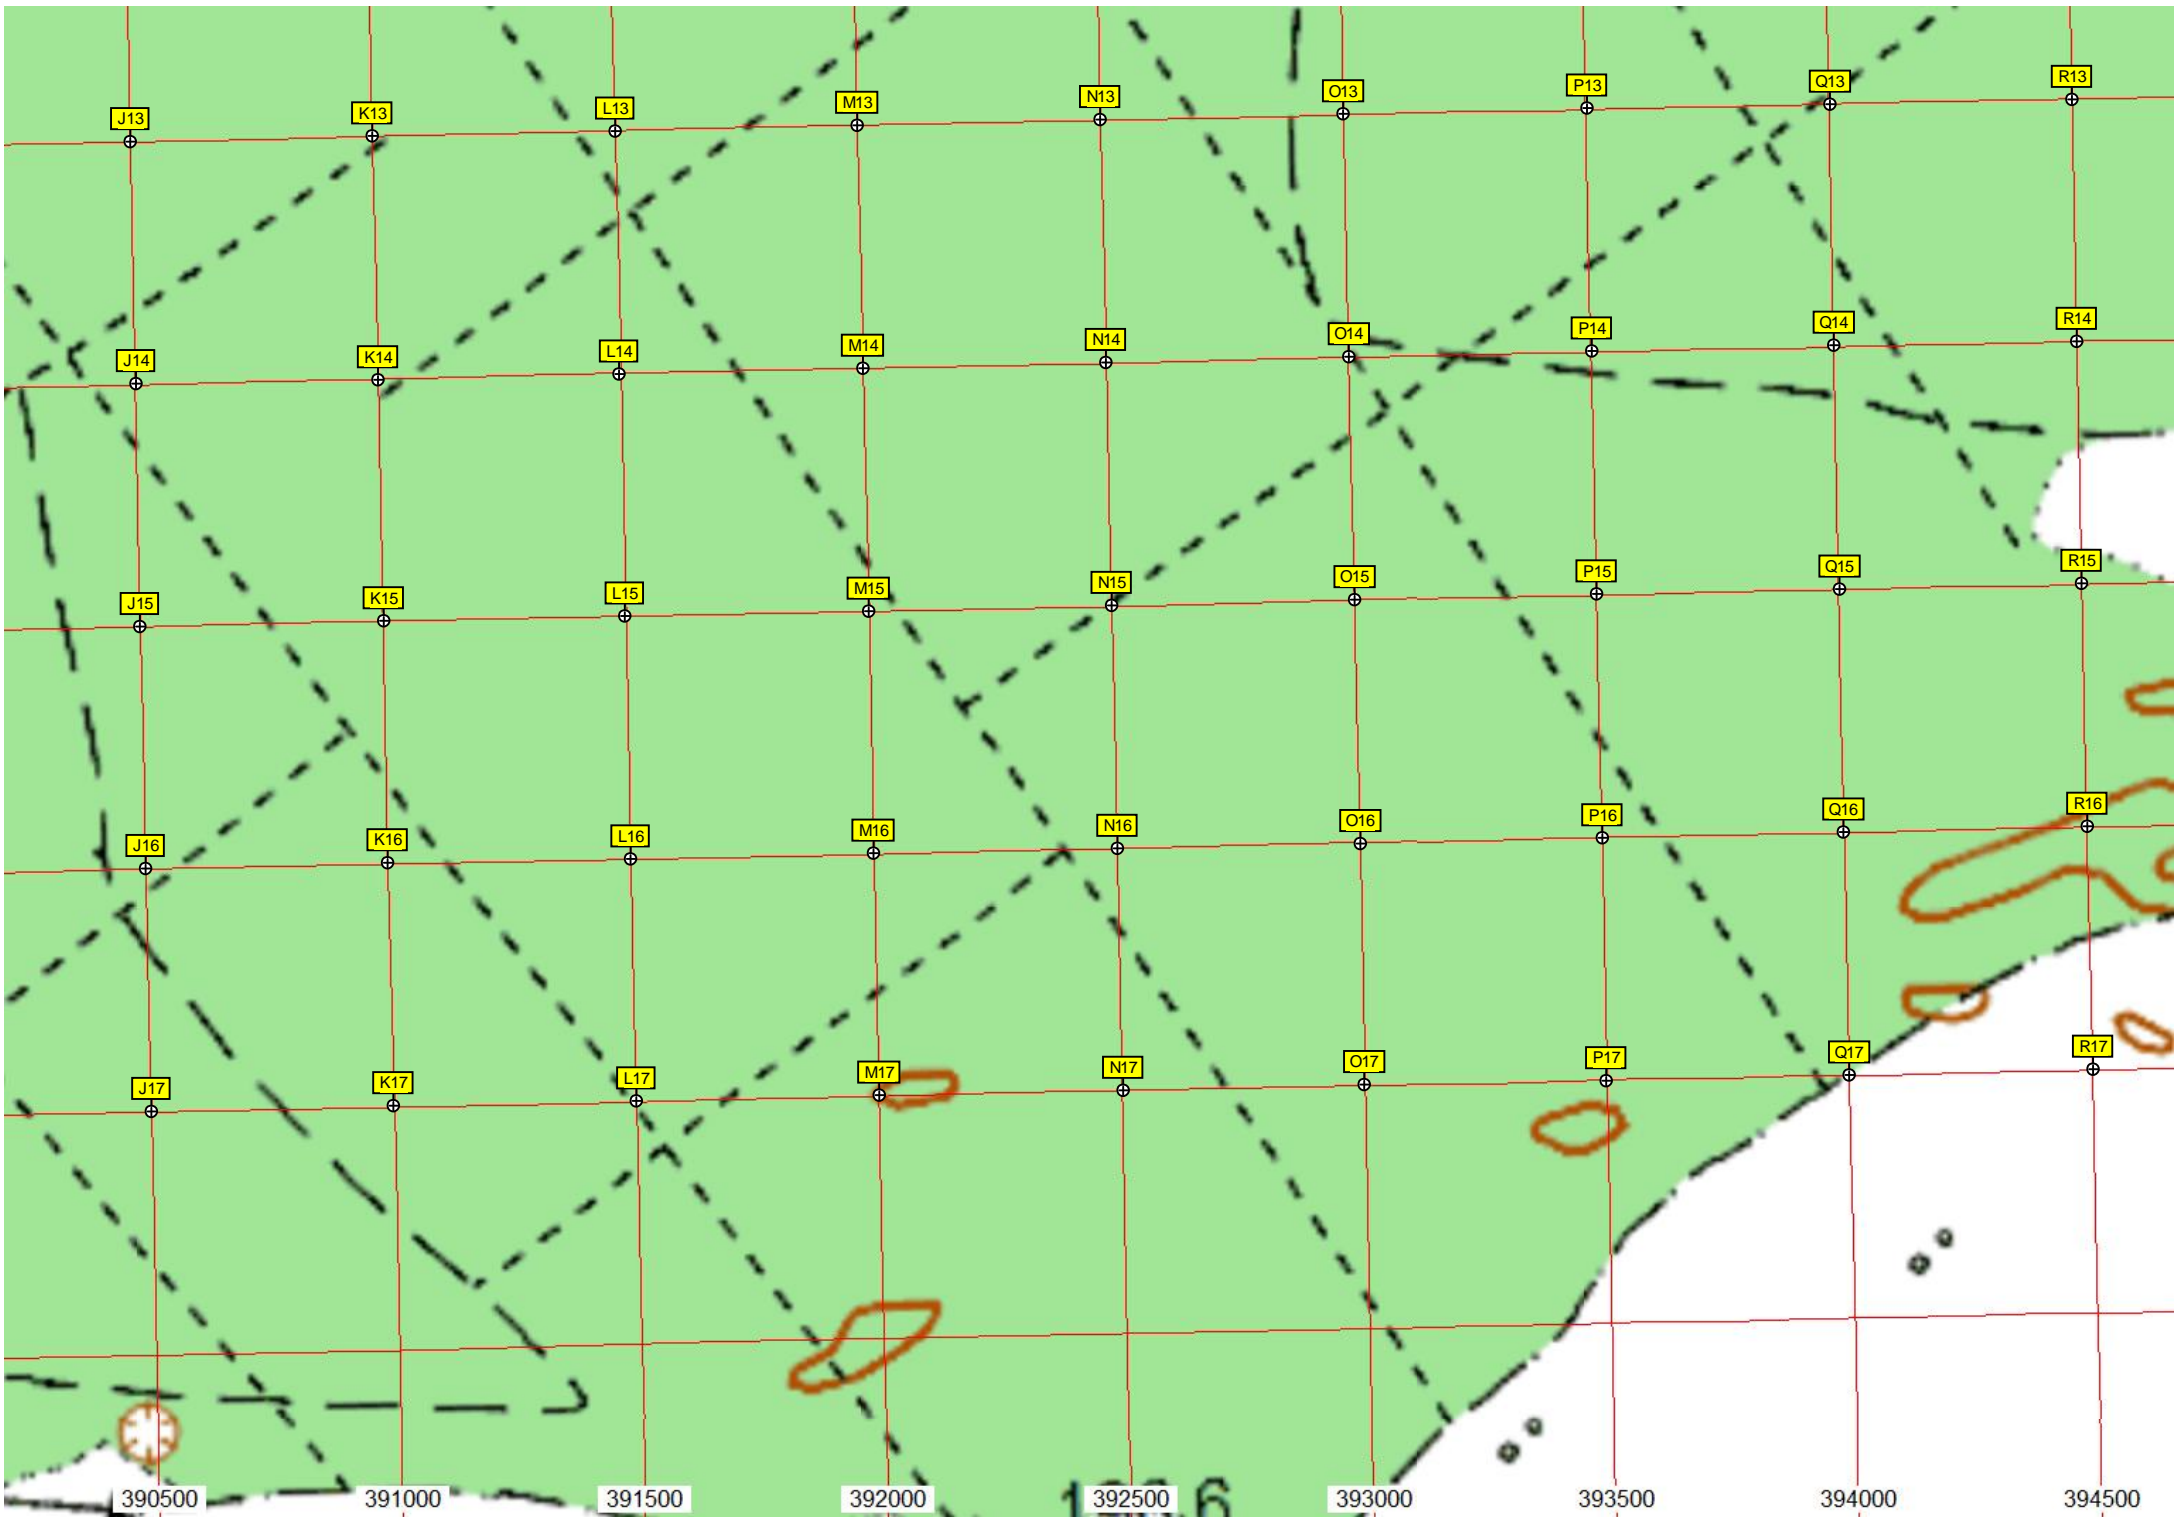 J13 K13 L13 M13 N13 O13 P13 Q13 R13
J14 K14 L14 M14 N14 O14 P14 Q14 R14
J15 K15 L15 M15 N15 O15 P15 Q15 R15
J16 K16 L16 M16 N16 O16 P16 Q16 R16
J17 K17 L17 M17 N17 O17 P17 Q17 R17
390500 391000 391500 392000 392500 393000 393500 394000 394500